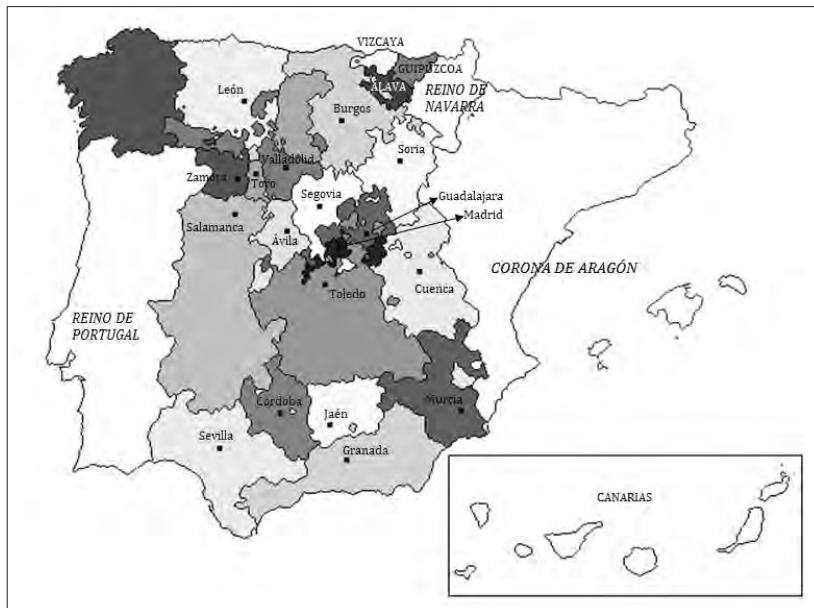 VIZCAYA
GUIPÚZCOA
ÁLAVA
REINO DE
NAVARRA
León
Burgos
Soria
Valladolid
Zamora
Toro
Segovia
Guadalajara
Madrid
Salamanca
Ávila
CORONA DE ARAGÓN
Cuenca
Toledo
REINO DE
PORTUGAL
Córdoba
Jaén
Murcia
Sevilla
Granada
CANARIAS